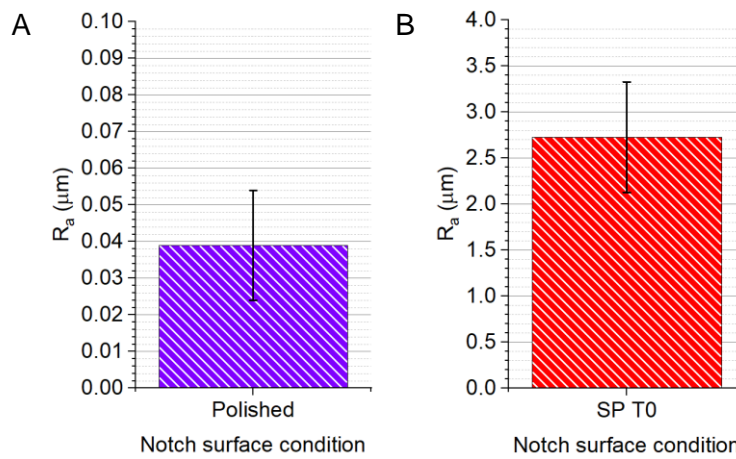 A
0.10
0.09
0.08
0.07
0.06
0.05
0.04
0.03
0.02
0.01
0.00
Ra (μm)
Polished
Notch surface condition
B
4.0
3.5
3.0
2.5
2.0
1.5
1.0
0.5
0.0
Ra (μm)
SP T0
Notch surface condition